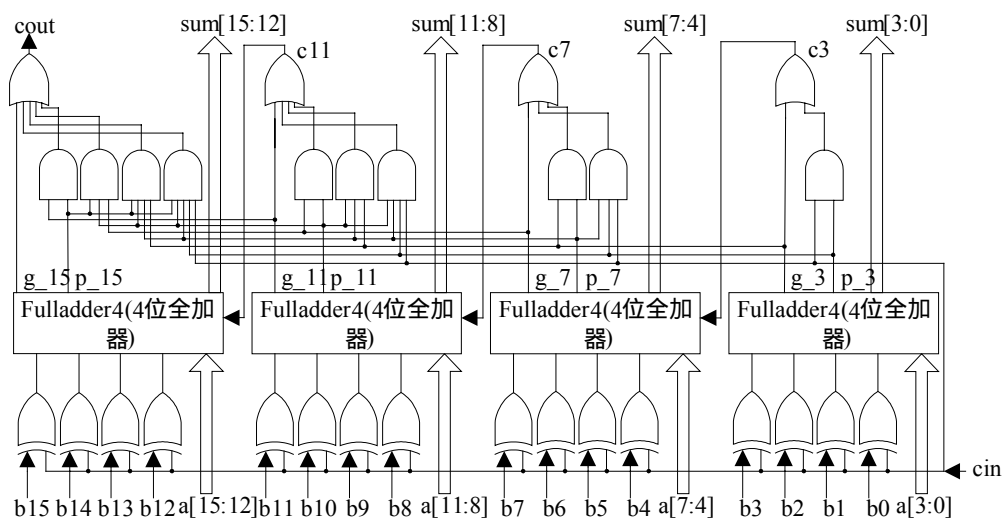 cout sum[15:12] sum[11:8] sum[7:4] sum[3:0]
c11 c7 c3
g_15 p_15 g_11 p_11 g_7 p_7 g_3 p_3
Fulladder4(4位全加
器)
Fulladder4(4位全加
器)
Fulladder4(4位全加
器)
Fulladder4(4位全加
器)
cin
b15 b14 b13 b12 a[15:12] b11 b10 b9 b8 a[11:8] b7 b6 b5 b4 a[7:4] b3 b2 b1 b0 a[3:0]